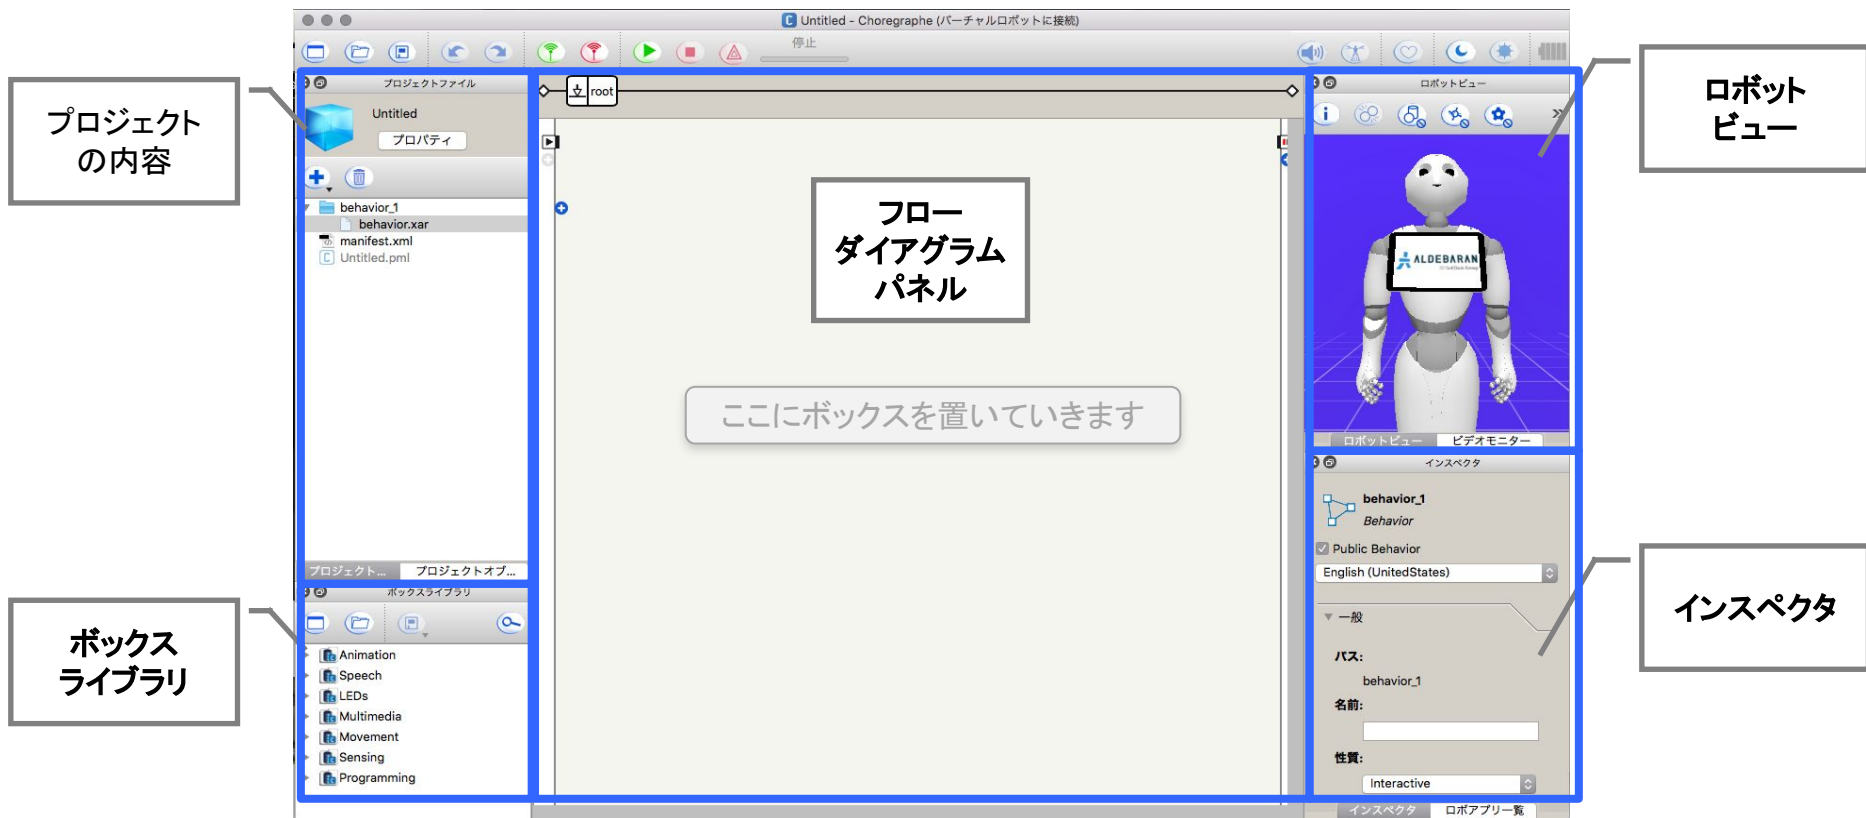 Untitled - Choregraphe (バーチャルロボットに接続)
停止
プロジェクト
の内容
プロジェクトファイル
Untitled
プロパティ
behavior_1
behavior.xar
manifest.xml
Untitled.pml
プロジェクト...
プロジェクトオブ...
ボックス
ライブラリ
ボックスライブラリ
Animation
Speech
LEDs
Multimedia
Movement
Sensing
Programming
root
フロー
ダイアグラム
パネル
ここにボックスを置いていきます
ロボットビュー
ALDEBARAN
ロボットビュー
ビデオモニター
ロボット
ビュー
インスペクタ
behavior_1
Behavior
Public Behavior
English (UnitedStates)
一般
パス:
behavior_1
名前:
性質:
Interactive
インスペクタ
ロボアプリ一覧
インスペクタ